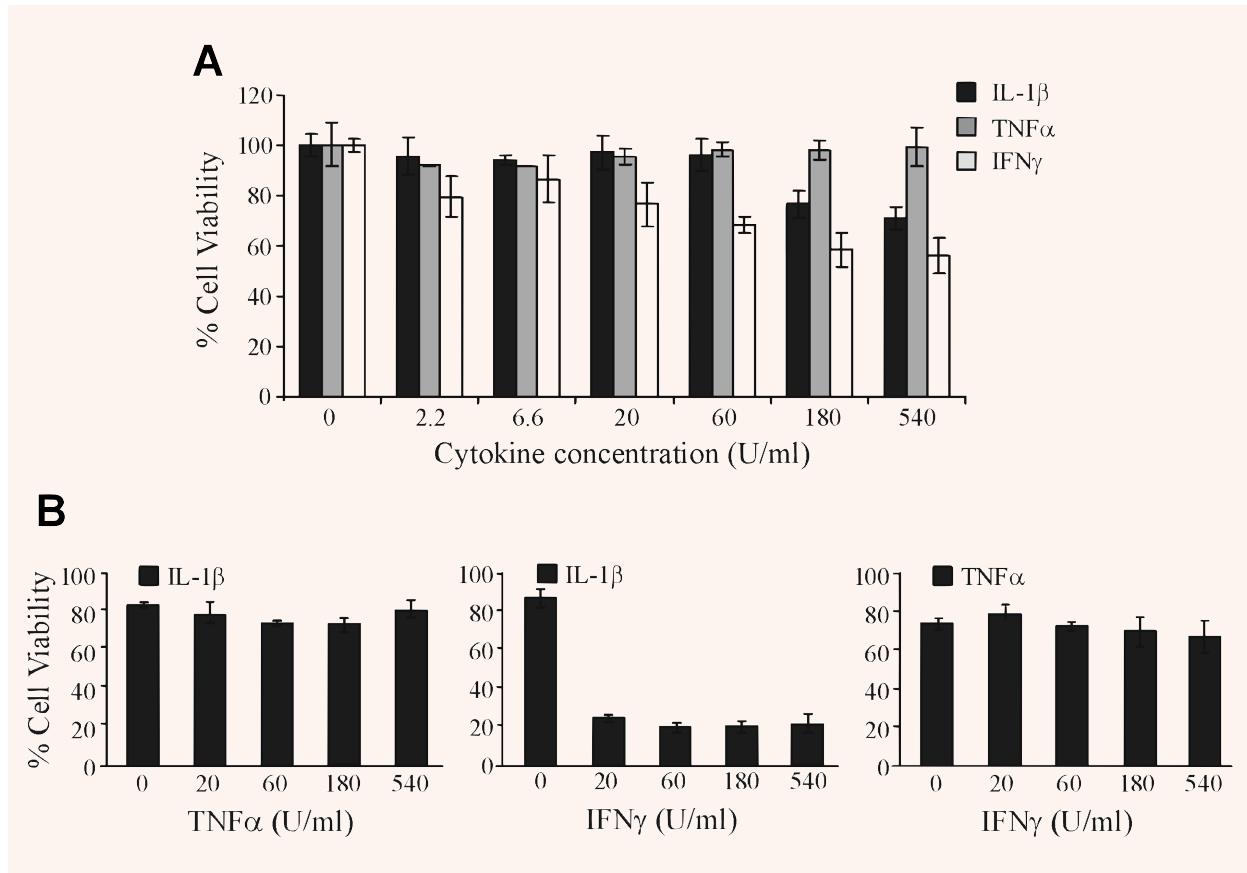 A
IL-1β
TNFα
IFNγ
% Cell Viability
120
100
80
60
40
20
0
0 2.2 6.6 20 60 180 540
Cytokine concentration (U/ml)
B
% Cell Viability
100
80
60
40
20
0
IL-1β
0 20 60 180 540
TNFα (U/ml)
100
80
60
40
20
0
IL-1β
0 20 60 180 540
IFNγ (U/ml)
100
80
60
40
20
0
TNFα
0 20 60 180 540
IFNγ (U/ml)